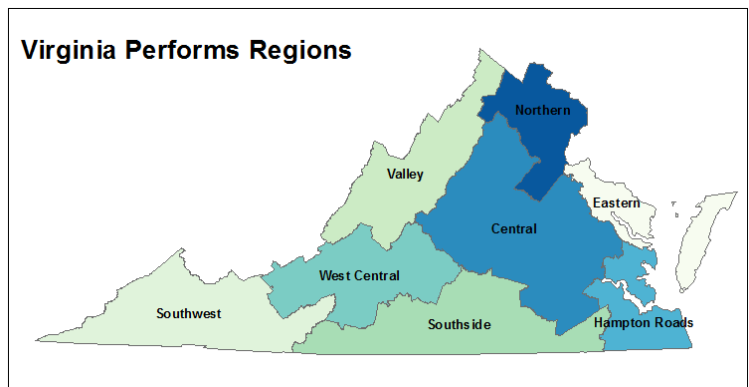 Virginia Performs Regions
Northern
Valley
Eastern
Central
West Central
Southwest
Southside
Hampton Roads